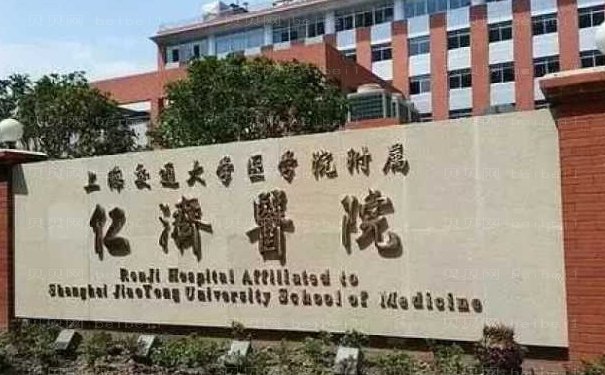 上海交通大学医学院附属
仁濟醫院
RenJi Hospital Affiliated to
Shanghai JiaoTong University School of Medicine